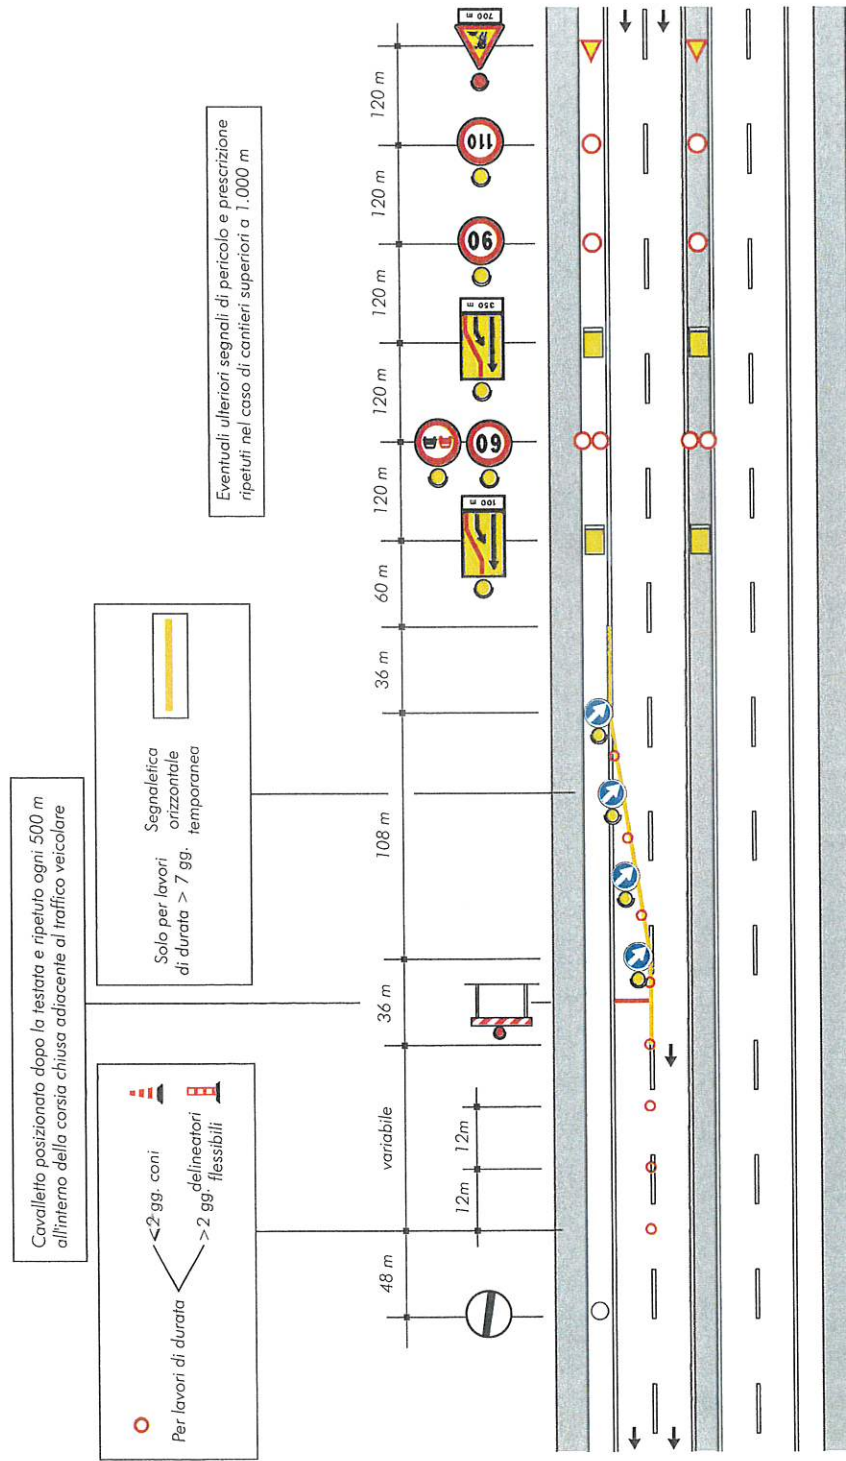 Cavalletto posizionato dopo la testata e ripetuto ogni 500 m
all'interno della corsia chiusa adiacente al traffico veicolare
Per lavori di durata
<2 gg. coni
>2 gg. delineatori
flessibili
Solo per lavori
di durata > 7 gg.
Segnaletica
orizzontale
temporanea
Eventuali ulteriori segnali di pericolo e prescrizione
ripetuti nel caso di cantieri superiori a 1.000 m
48 m
variabile
36 m
108 m
36 m
60 m
120 m
120 m
120 m
120 m
120 m
12m
12m
100 m
60
350 m
90
110
700 m